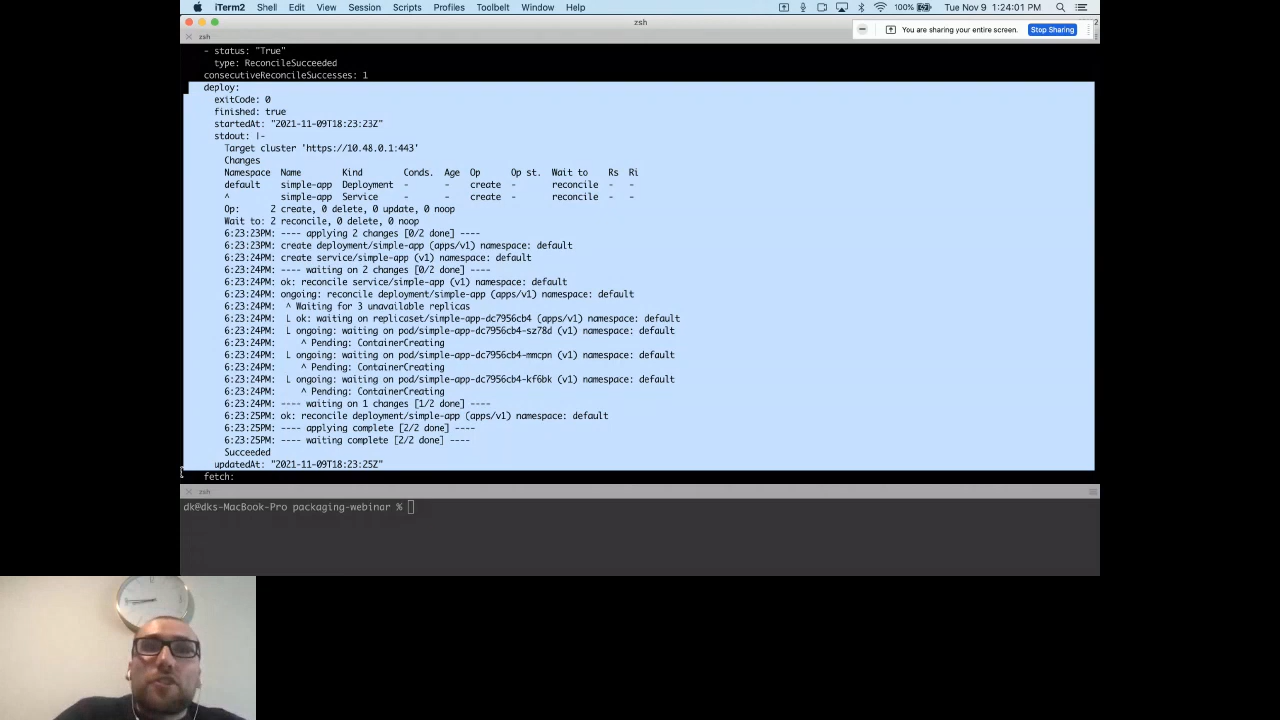 iTerm2 Shell Edit View Session Scripts Profiles Toolbelt Window Help 100% Tue Nov 9 1:24:01 PM
zsh
You are sharing your entire screen. Stop Sharing
zsh
- status: "True"
type: ReconcileSucceeded
consecutiveReconcileSuccesses: 1
deploy:
exitCode: 0
finished: true
startedAt: "2021-11-09T18:23:23Z"
stdout: |-
Target cluster 'https://10.48.0.1:443'
Changes
Namespace Name Kind Conds. Age Op Op st. Wait to Rs Ri
default simple-app Deployment - - create - reconcile - -
^ simple-app Service - - create - reconcile - -
Op: 2 create, 0 delete, 0 update, 0 noop
Wait to: 2 reconcile, 0 delete, 0 noop
6:23:23PM: ---- applying 2 changes [0/2 done] ----
6:23:23PM: create deployment/simple-app (apps/v1) namespace: default
6:23:24PM: create service/simple-app (v1) namespace: default
6:23:24PM: ---- waiting on 2 changes [0/2 done] ----
6:23:24PM: ok: reconcile service/simple-app (v1) namespace: default
6:23:24PM: ongoing: reconcile deployment/simple-app (apps/v1) namespace: default
6:23:24PM: ^ Waiting for 3 unavailable replicas
6:23:24PM: L ok: waiting on replicaset/simple-app-dc7956cb4 (apps/v1) namespace: default
6:23:24PM: L ongoing: waiting on pod/simple-app-dc7956cb4-sz78d (v1) namespace: default
6:23:24PM: ^ Pending: ContainerCreating
6:23:24PM: L ongoing: waiting on pod/simple-app-dc7956cb4-mmcpn (v1) namespace: default
6:23:24PM: ^ Pending: ContainerCreating
6:23:24PM: L ongoing: waiting on pod/simple-app-dc7956cb4-kf6bk (v1) namespace: default
6:23:24PM: ^ Pending: ContainerCreating
6:23:24PM: ---- waiting on 1 changes [1/2 done] ----
6:23:25PM: ok: reconcile deployment/simple-app (apps/v1) namespace: default
6:23:25PM: ---- applying complete [2/2 done] ----
6:23:25PM: ---- waiting complete [2/2 done] ----
Succeeded
updatedAt: "2021-11-09T18:23:25Z"
fetch:
zsh
dk@dks-MacBook-Pro packaging-webinar %